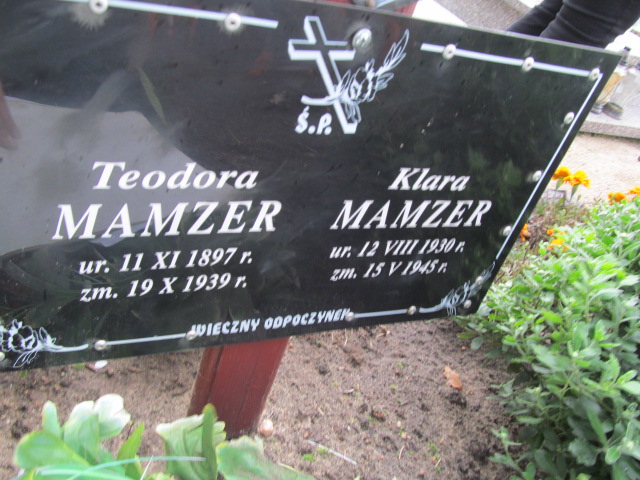 Ś.P.
Teodora
MAMZER
ur. 11 XI 1897 r.
zm. 19 X 1939 r.
Klara
MAMZER
ur. 12 VIII 1930 r.
zm. 15 V 1945 r.
WIECZNY ODPOCZYNEK